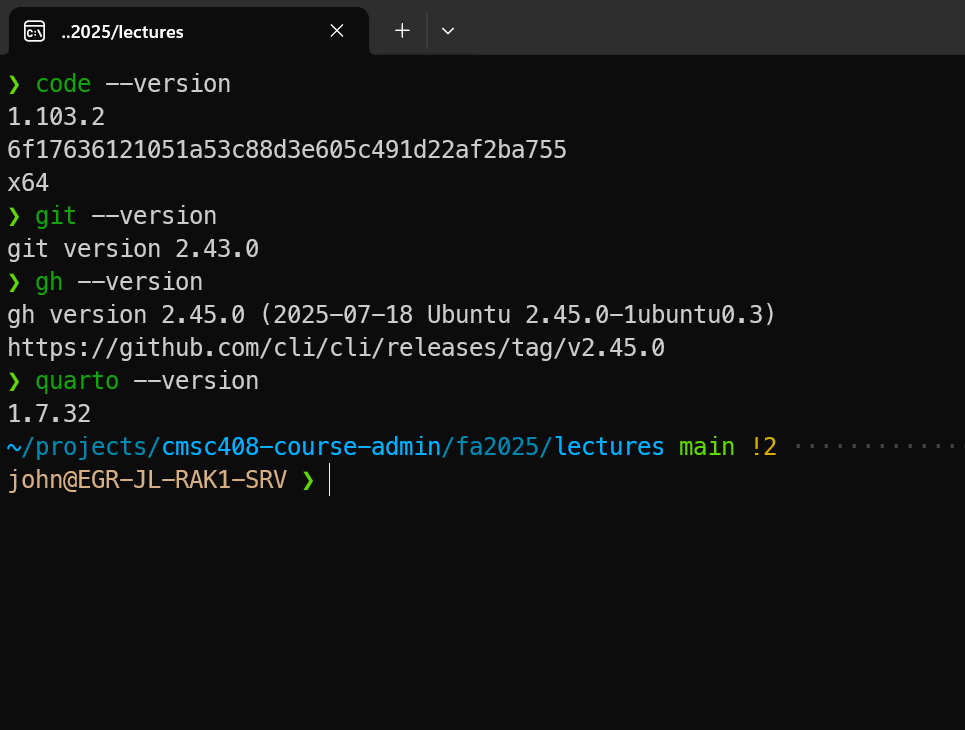 ..2025/lectures
❯ code --version
1.103.2
6f17636121051a53c88d3e605c491d22af2ba755
x64
❯ git --version
git version 2.43.0
❯ gh --version
gh version 2.45.0 (2025-07-18 Ubuntu 2.45.0-1ubuntu0.3)
https://github.com/cli/cli/releases/tag/v2.45.0
❯ quarto --version
1.7.32
~/projects/cmsc408-course-admin/fa2025/lectures main !2 ············
john@EGR-JL-RAK1-SRV ❯